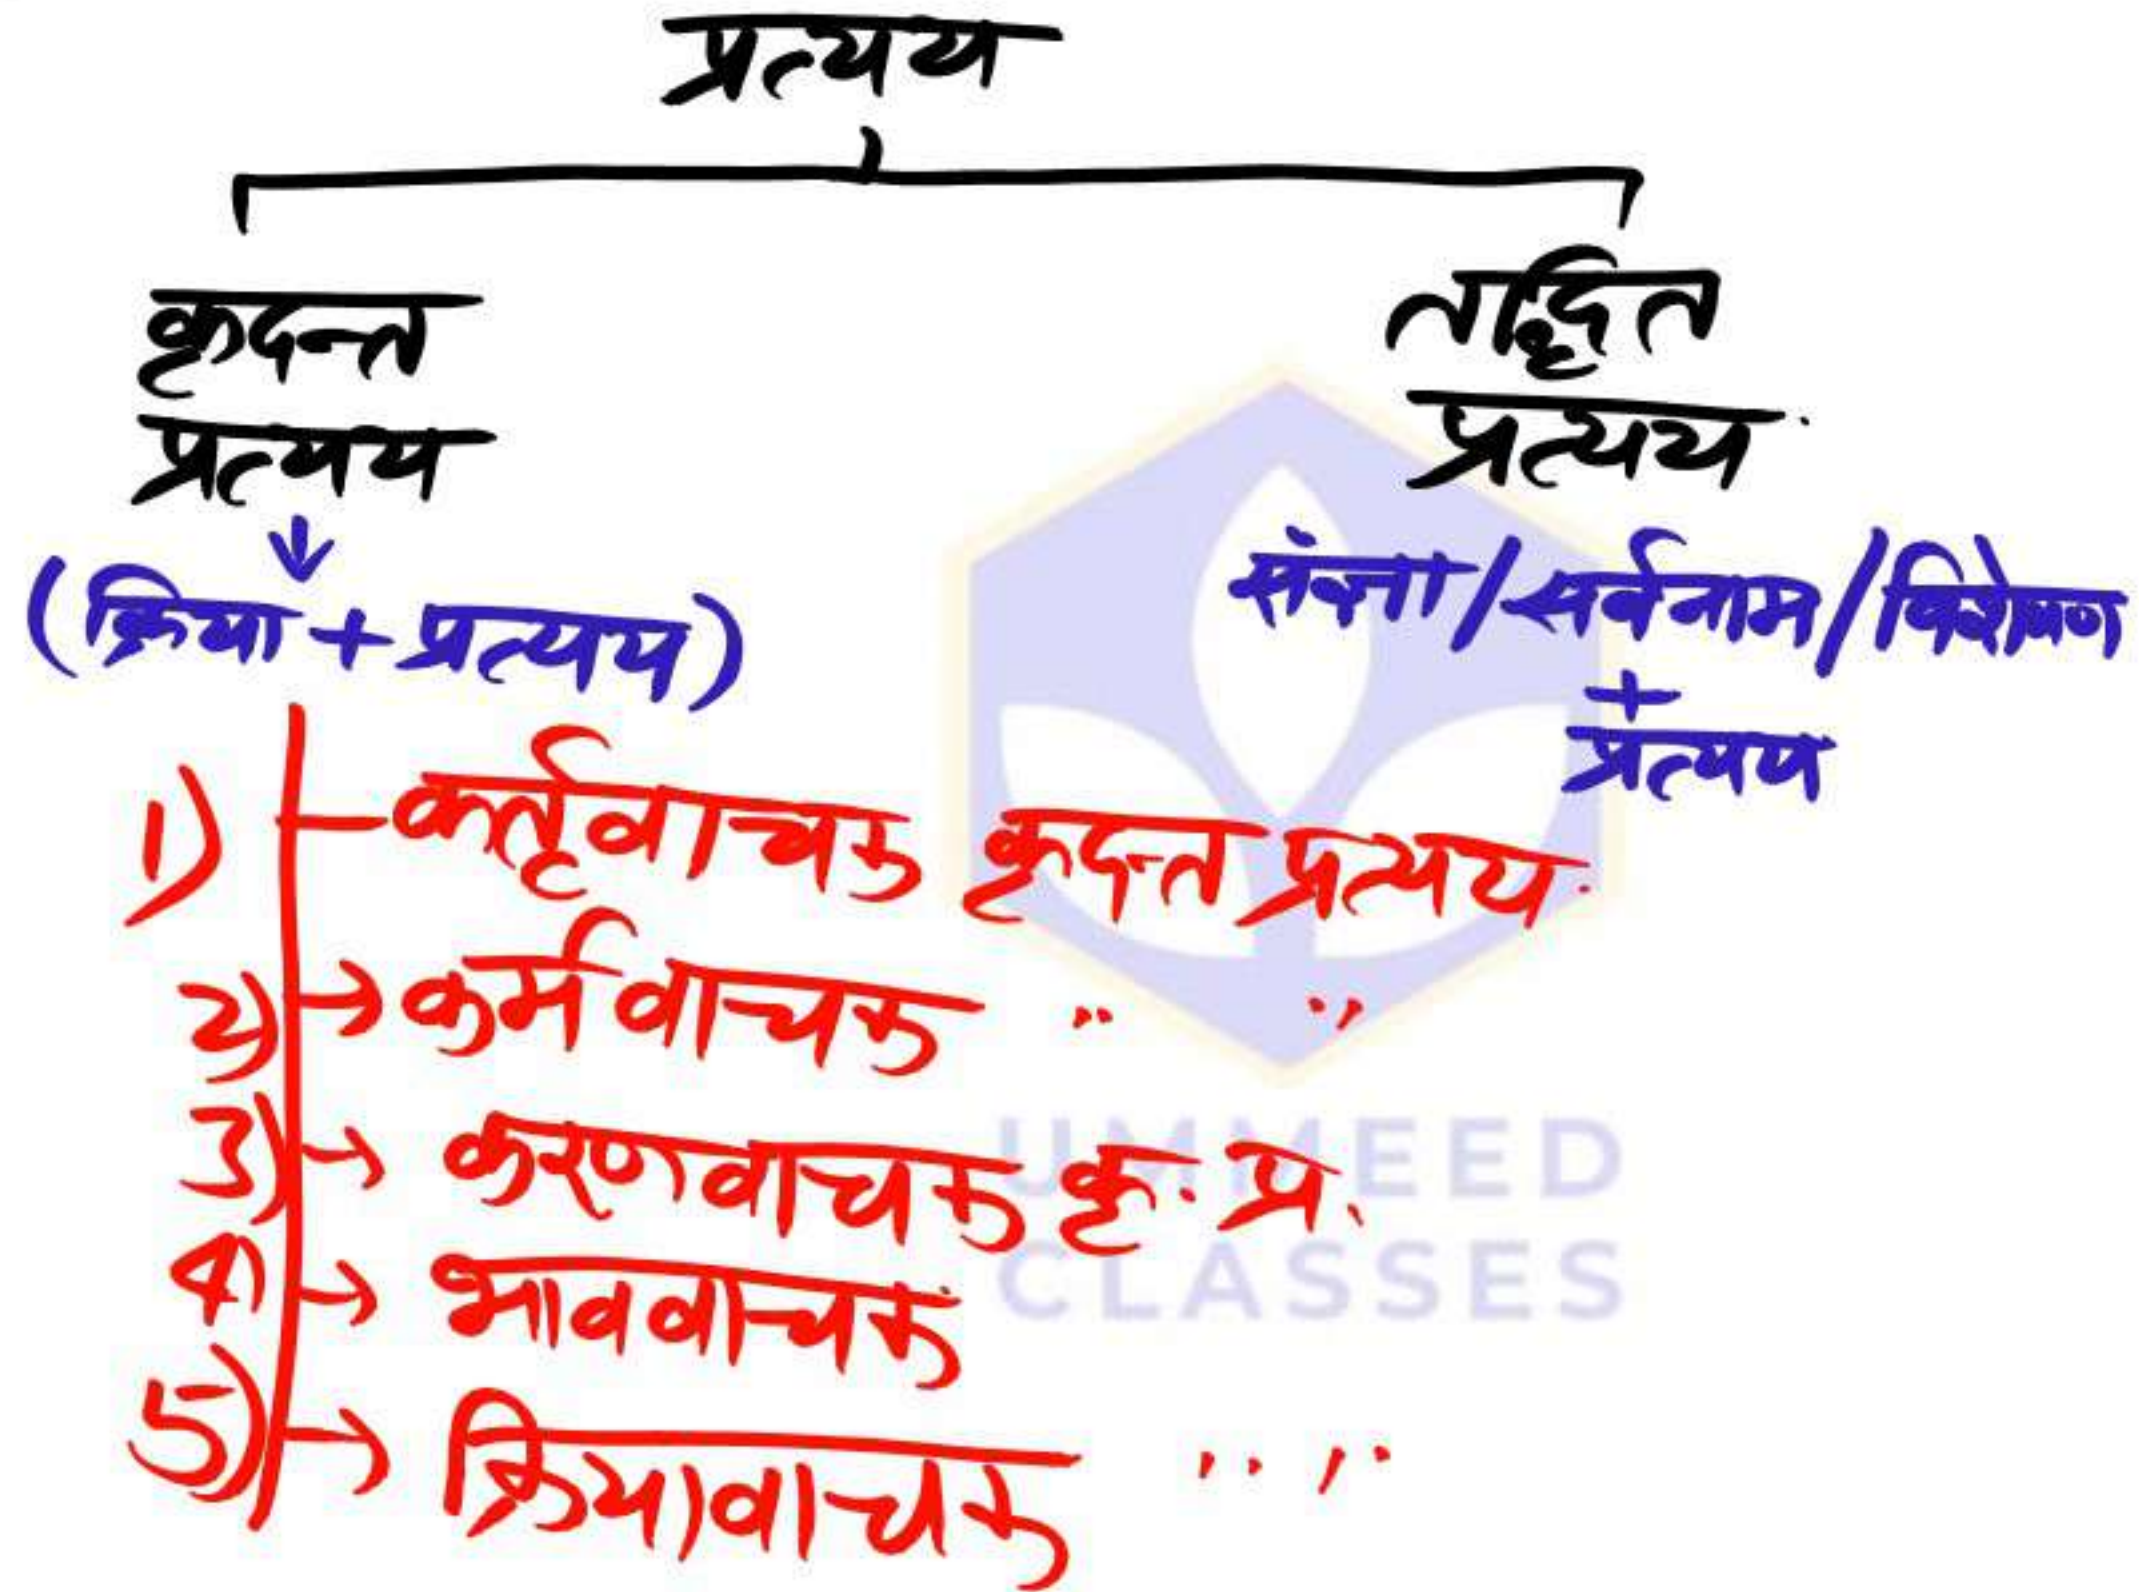 प्रत्यय
कृदन्त
प्रत्यय
(क्रिया + प्रत्यय)
तद्धित
प्रत्यय
संज्ञा/सर्वनाम/विशेषण
+
प्रत्यय
1) कर्तृवाचक कृदन्त प्रत्यय
2) → कर्मवाचक " "
3) → करणवाचक कृ. प्र.
4) → भाववाचक
5) → क्रियावाचक " "
UMMEED
CLASSES